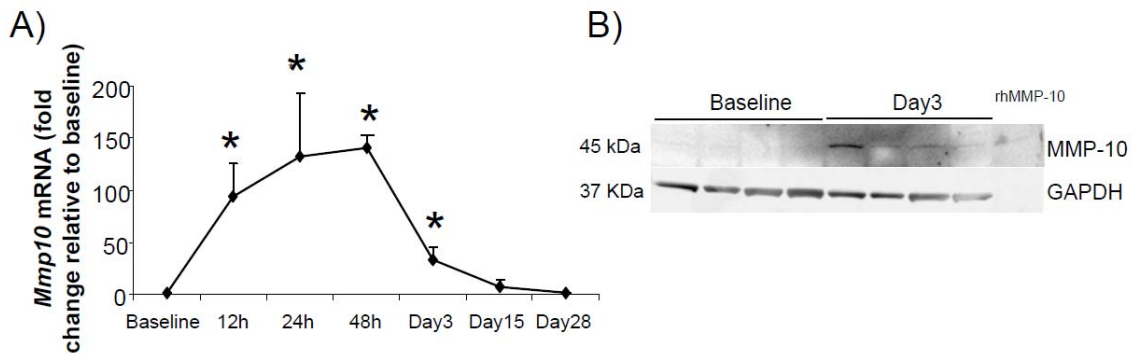 A)
Mmp10 mRNA (fold
change relative to baseline)
200
150
100
50
0
*
*
*
*
Baseline 12h 24h 48h Day3 Day15 Day28
B)
Baseline Day3 rhMMP-10
45 kDa MMP-10
37 KDa GAPDH